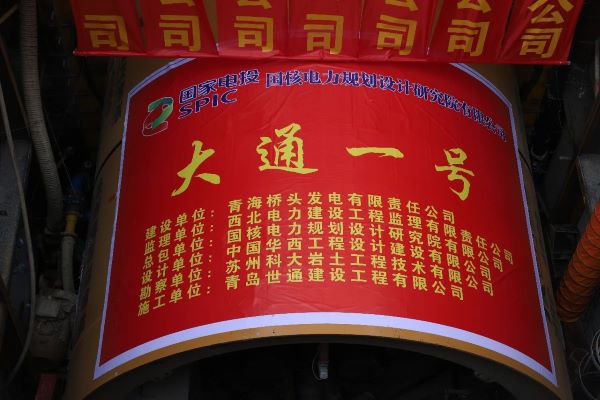 公司 公司 公司 公司 公司 公司 公司
国家电投
SPIC
国核电力规划设计研究院有限公司
大通一号
建设单位：青海桥头发电有限责任公司
监理单位：西北电力建设工程监理有限责任公司
总包单位：国核电力规划设计研究院有限公司
设计单位：中国华西工程设计建设有限公司
勘察单位：苏州科大岩土工程技术有限公司
施工单位：青岛世通建设工程有限公司